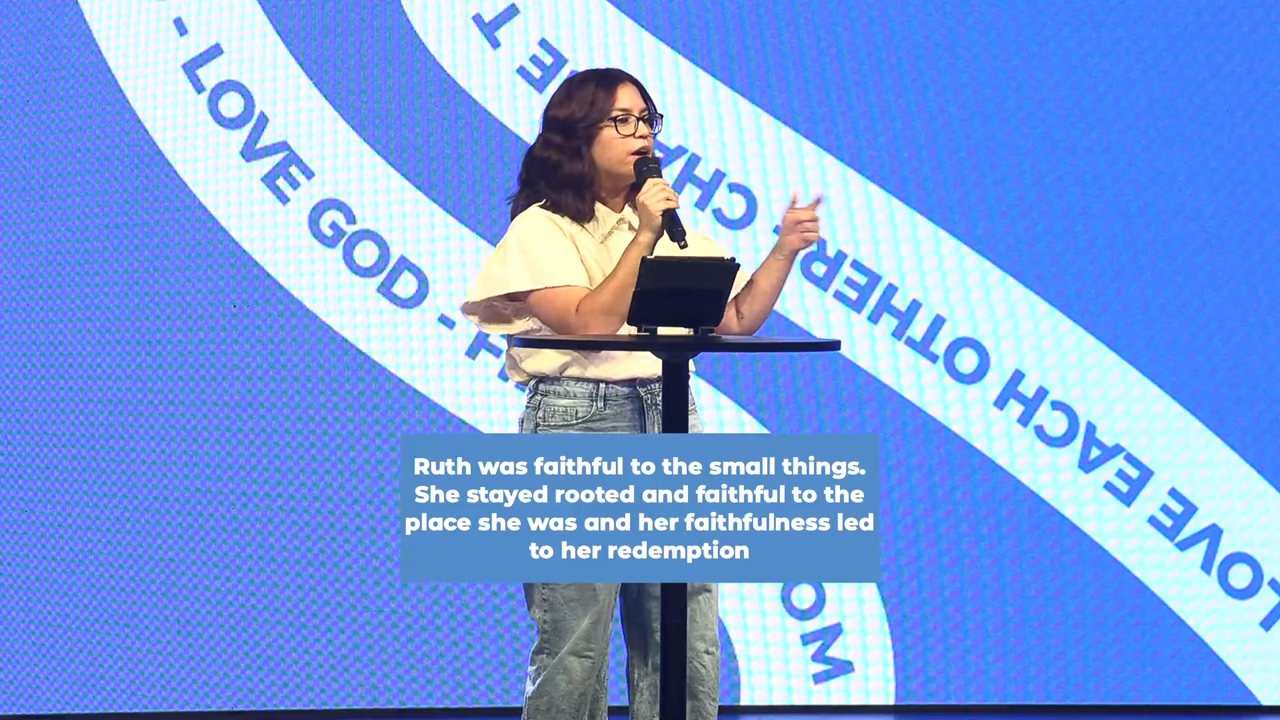 - LOVE GOD - 
LOVE EACH OTHER - CHA
Ruth was faithful to the small things.
She stayed rooted and faithful to the
place she was and her faithfulness led
to her redemption